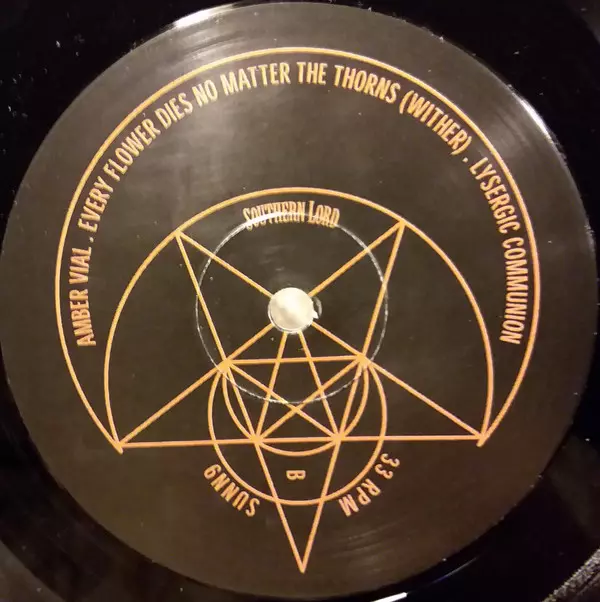 AMBER VIAL . EVERY FLOWER DIES NO MATTER THE THORNS (WITHER) . LYSERGIC COMMUNION
SOUTHERN LORD
B
SUNN9
33 RPM